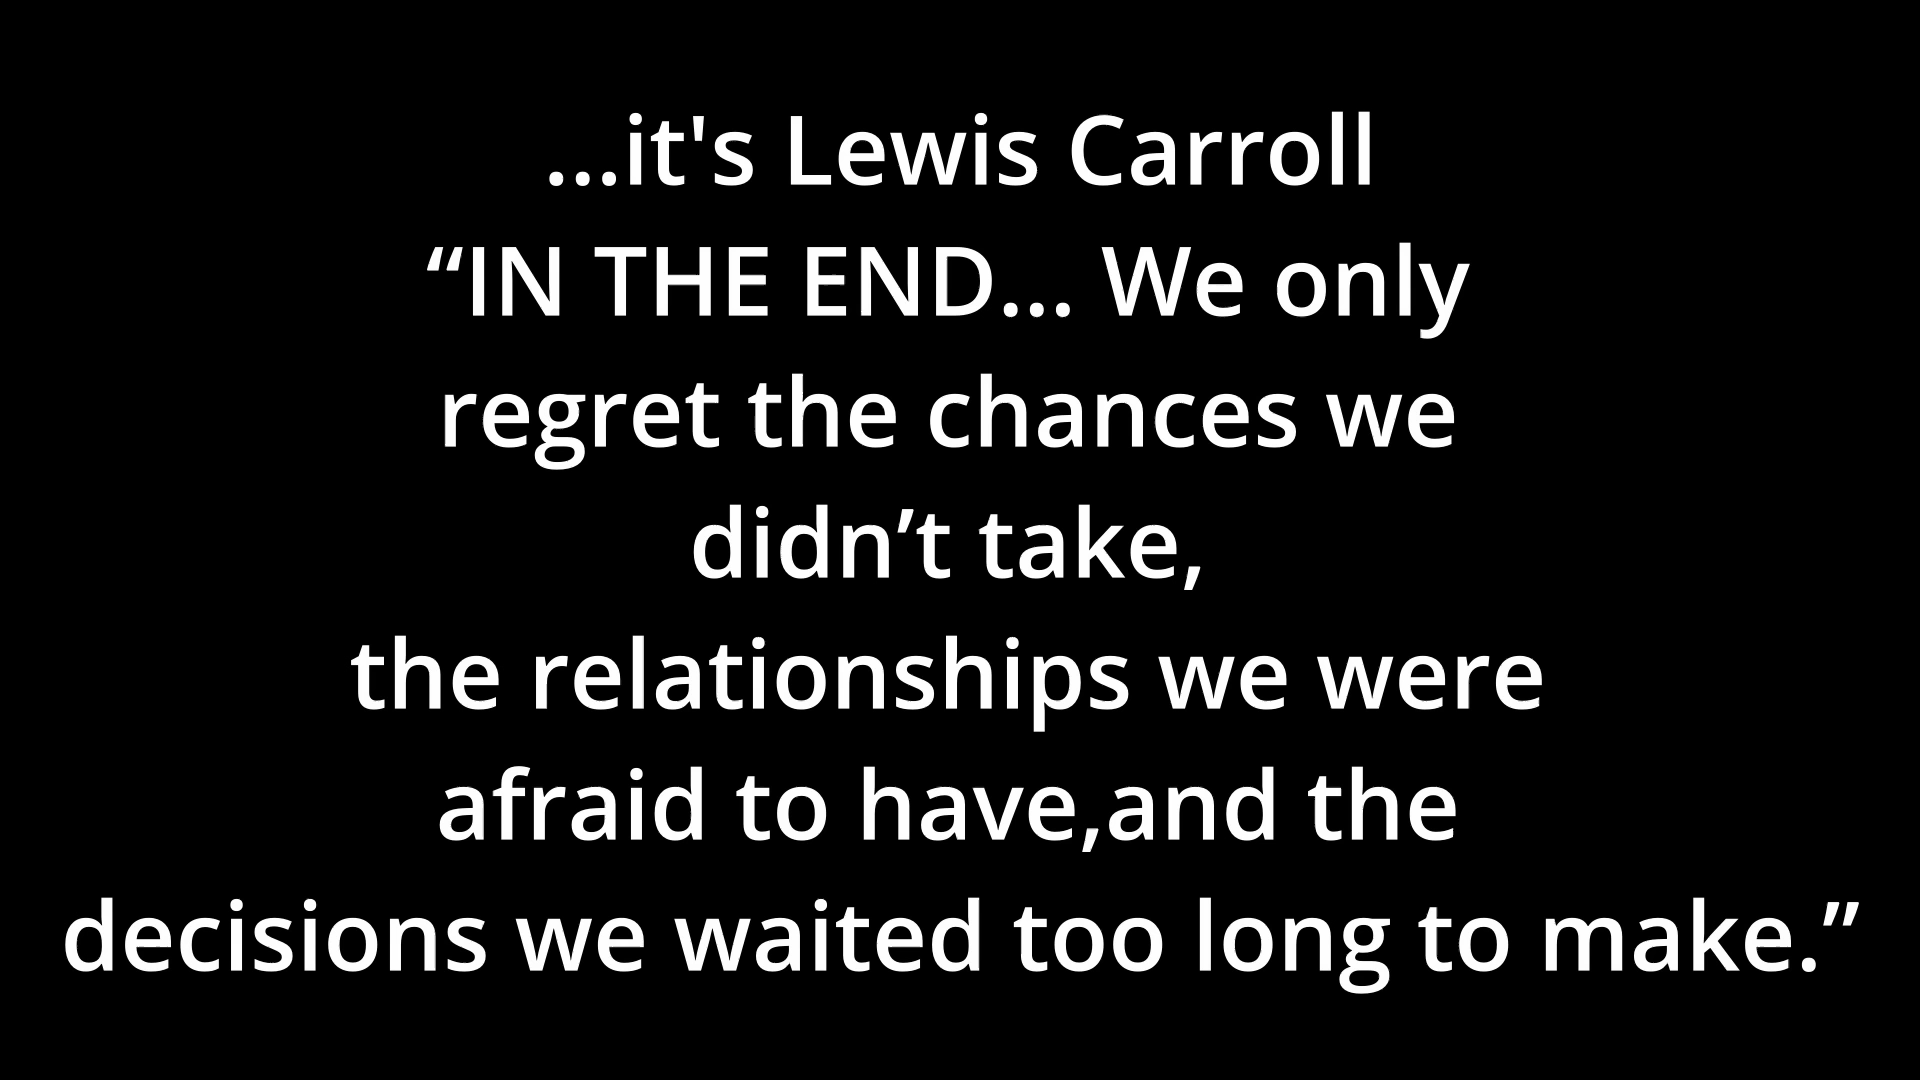 ...it's Lewis Carroll
“IN THE END... We only
regret the chances we
didn’t take,
the relationships we were
afraid to have,and the
decisions we waited too long to make.”